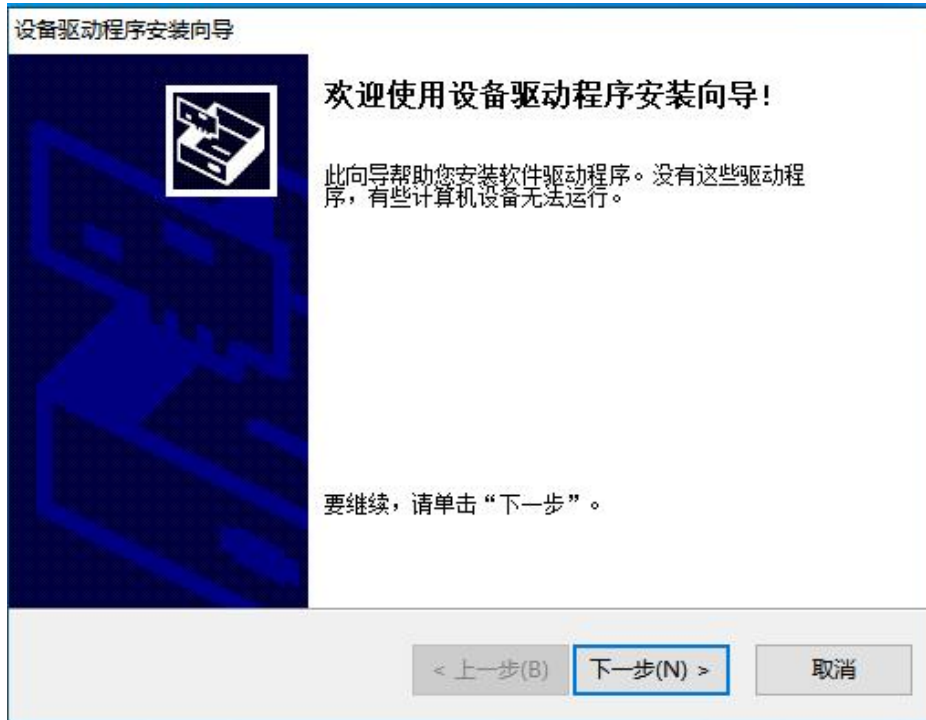 设备驱动程序安装向导
欢迎使用设备驱动程序安装向导!
此向导帮助您安装软件驱动程序。没有这些驱动程
序，有些计算机设备无法运行。
要继续，请单击“下一步”。
< 上一步(B)
下一步(N) >
取消